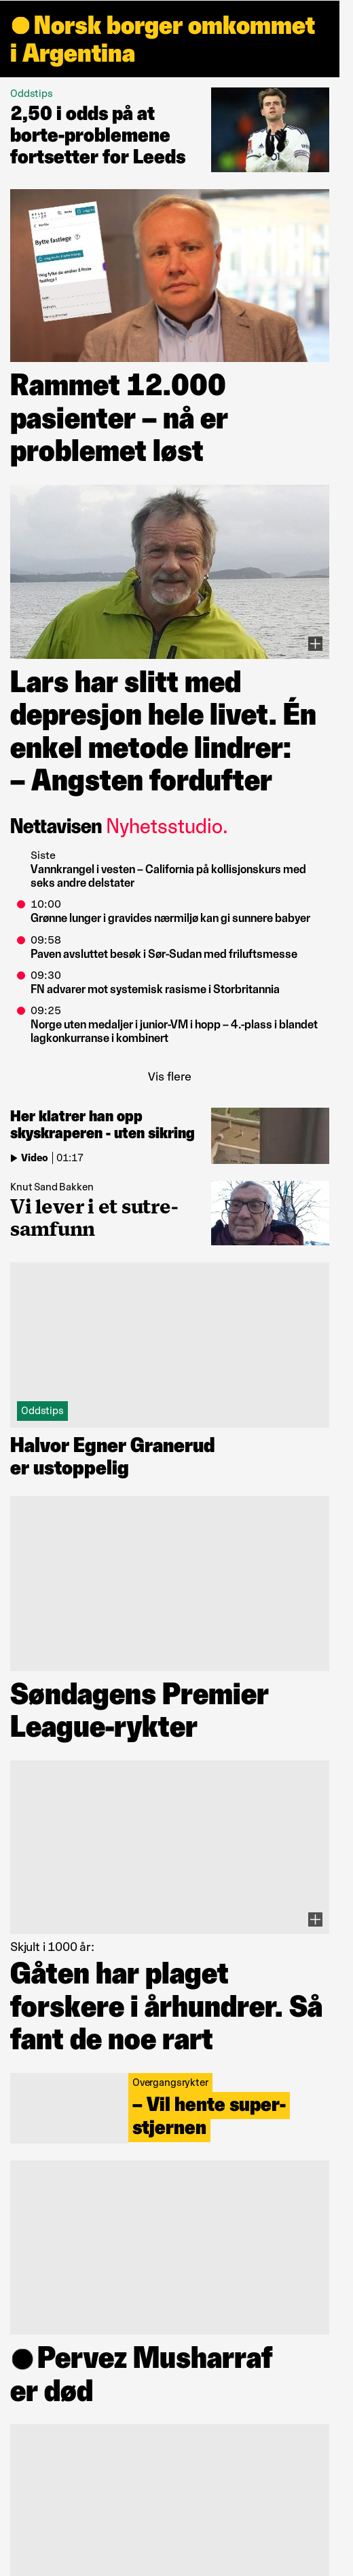 Norsk borger omkommet
i Argentina
Oddstips
2,50 i odds på at
borte-problemene
fortsetter for Leeds
Bytte fastlege
Rammet 12.000
pasienter – nå er
problemet løst
Lars har slitt med
depresjon hele livet. Én
enkel metode lindrer:
– Angsten fordufter
Nettavisen Nyhetsstudio.
Siste
Vannkrangel i vesten – California på kollisjonskurs med
seks andre delstater
10:00
Grønne lunger i gravides nærmiljø kan gi sunnere babyer
09:58
Paven avsluttet besøk i Sør-Sudan med friluftsmesse
09:30
FN advarer mot systemisk rasisme i Storbritannia
09:25
Norge uten medaljer i junior-VM i hopp – 4.-plass i blandet
lagkonkurranse i kombinert
Vis flere
Her klatrer han opp
skyskraperen - uten sikring
Video 01:17
Knut Sand Bakken
Vi lever i et sutre-
samfunn
Oddstips
Halvor Egner Granerud
er ustoppelig
Søndagens Premier
League-rykter
Skjult i 1000 år:
Gåten har plaget
forskere i århundrer. Så
fant de noe rart
Overgangsrykter
– Vil hente super-
stjernen
Pervez Musharraf
er død